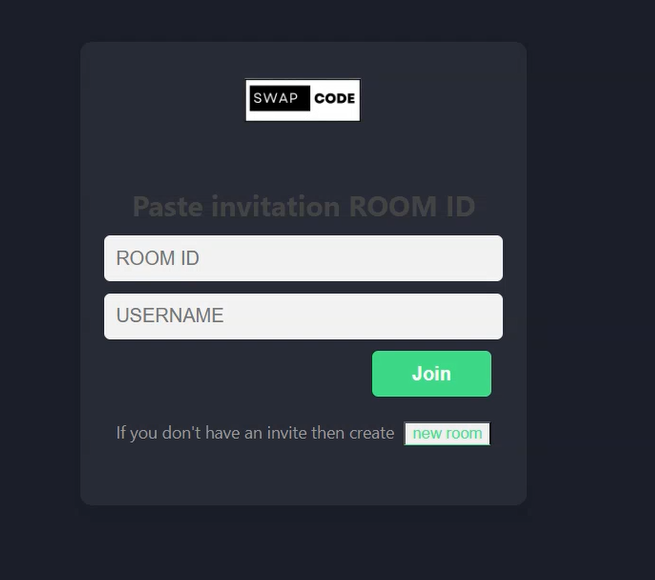 SWAP CODE
Paste invitation ROOM ID
ROOM ID
USERNAME
Join
If you don't have an invite then create new room